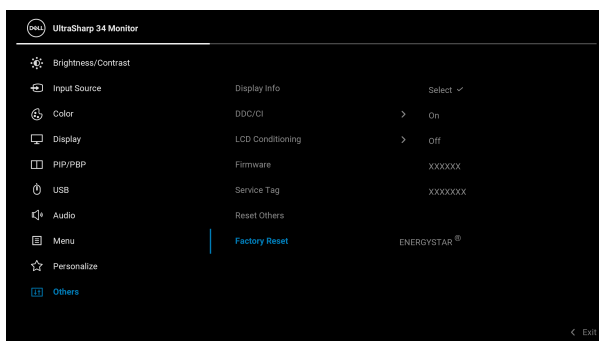 DELL UltraSharp 34 Monitor
Brightness/Contrast
Input Source Display Info Select ✓
Color DDC/CI > On
Display LCD Conditioning > Off
PIP/PBP Firmware XXXXXX
USB Service Tag XXXXXXX
Audio Reset Others
Menu Factory Reset ENERGYSTAR ®
Personalize
Others
< Exit